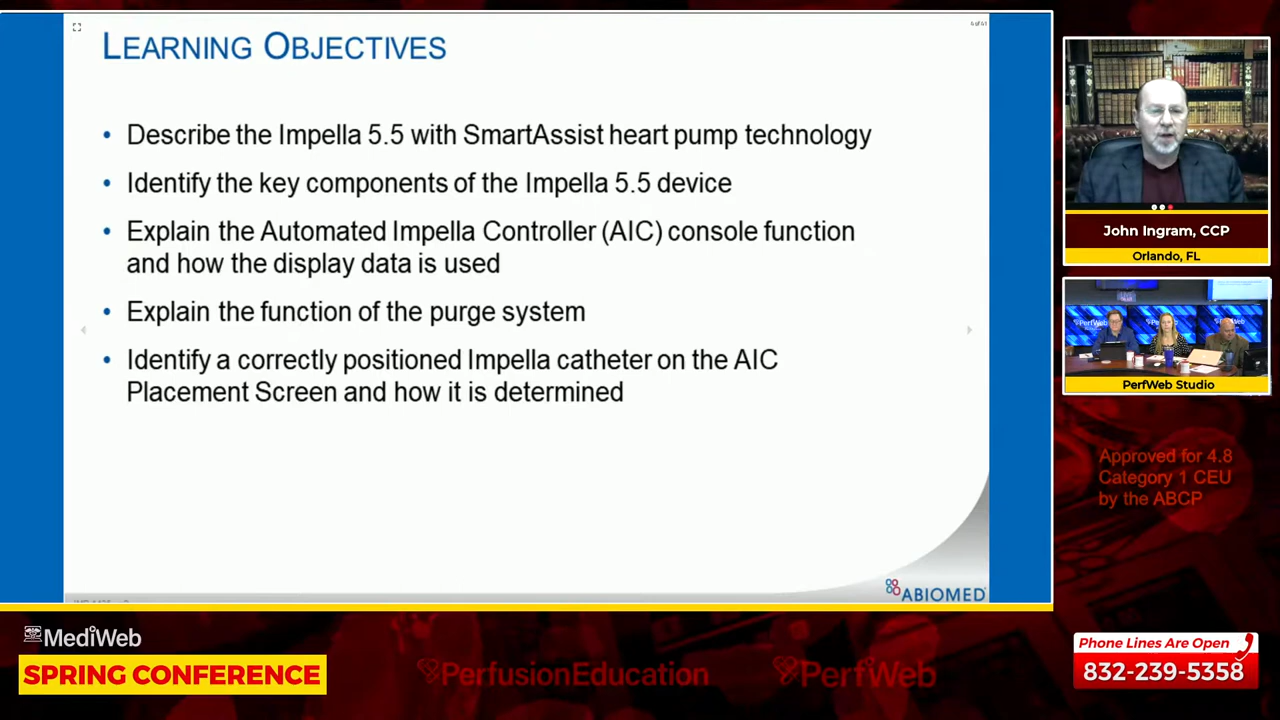 LEARNING OBJECTIVES
• Describe the Impella 5.5 with SmartAssist heart pump technology
• Identify the key components of the Impella 5.5 device
• Explain the Automated Impella Controller (AIC) console function
and how the display data is used
• Explain the function of the purge system
• Identify a correctly positioned Impella catheter on the AIC
Placement Screen and how it is determined
ABIOMED
John Ingram, CCP
Orlando, FL
PerfWeb
PerfWeb Studio
Approved for 4.8
Category 1 CEU
by the ABCP
MediWeb
SPRING CONFERENCE
PerfusionEducation
PerfWeb
Phone Lines Are Open
832-239-5358